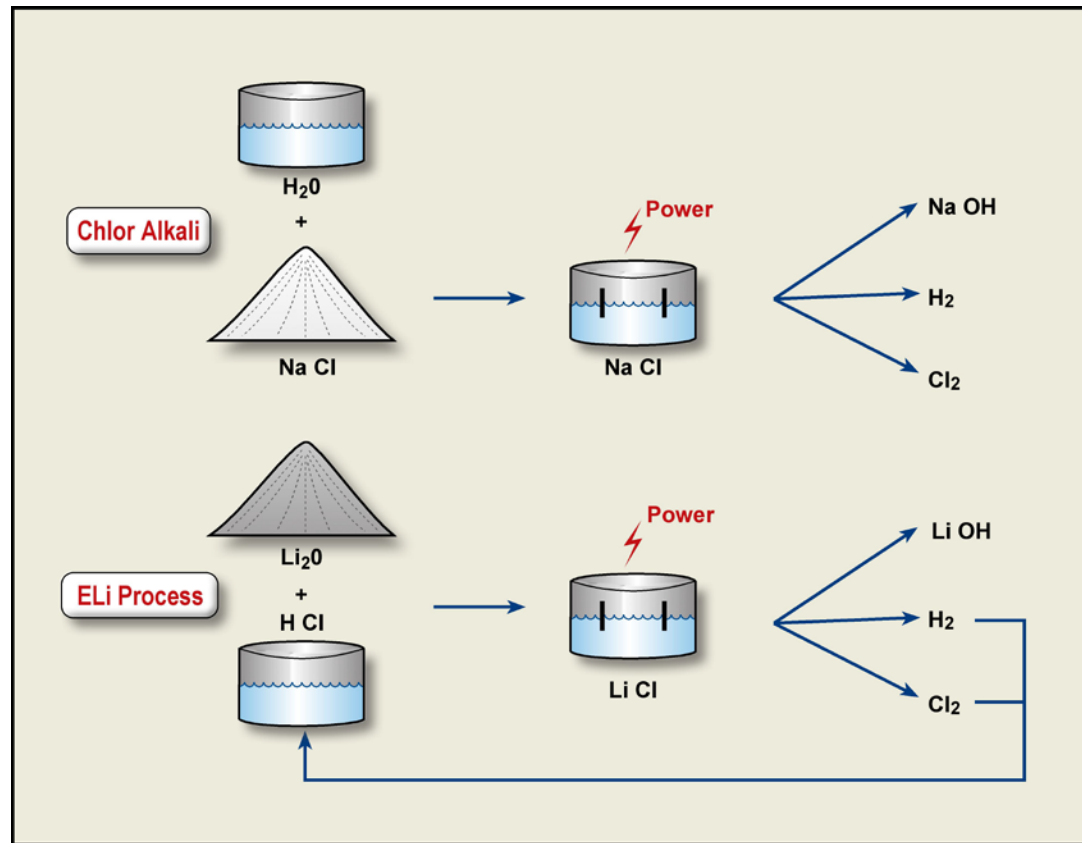 H₂0
+
Chlor Alkali
Na Cl
Power
Na Cl
Na OH
H₂
Cl₂
Li₂0
+
H Cl
ELi Process
Power
Li Cl
Li OH
H₂
Cl₂